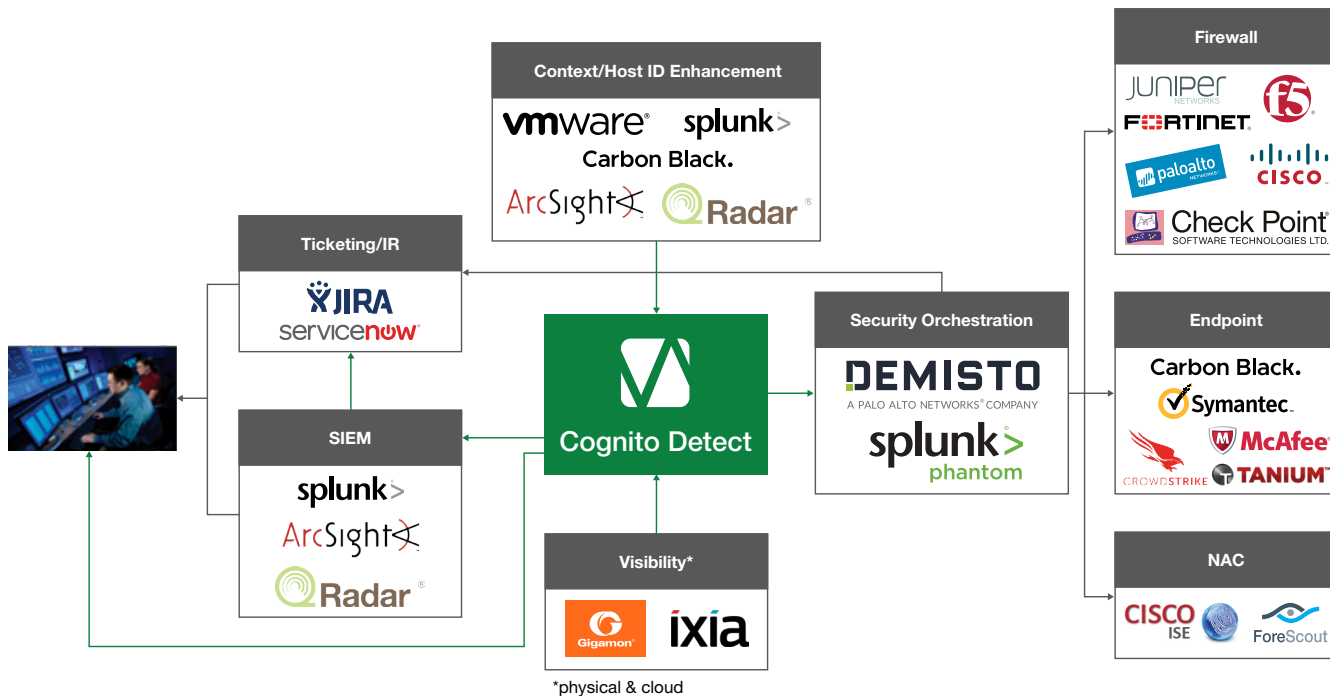 Context/Host ID Enhancement
vmware®
splunk>
Carbon Black.
ArcSight
QRadar®
Ticketing/IR
JIRA
servicenow
SIEM
splunk>
ArcSight
QRadar®
Cognito Detect
Visibility*
Gigamon®
ixia
*physical & cloud
Security Orchestration
DEMISTO
A PALO ALTO NETWORKS® COMPANY
splunk>
phantom
Firewall
JUNIPER
NETWORKS
f5
FORTINET
paloalto
NETWORKS
CISCO
Check Point
SOFTWARE TECHNOLOGIES LTD.
Endpoint
Carbon Black.
Symantec
McAfee
CROWDSTRIKE
TANIUM
NAC
CISCO
ISE
ForeScout